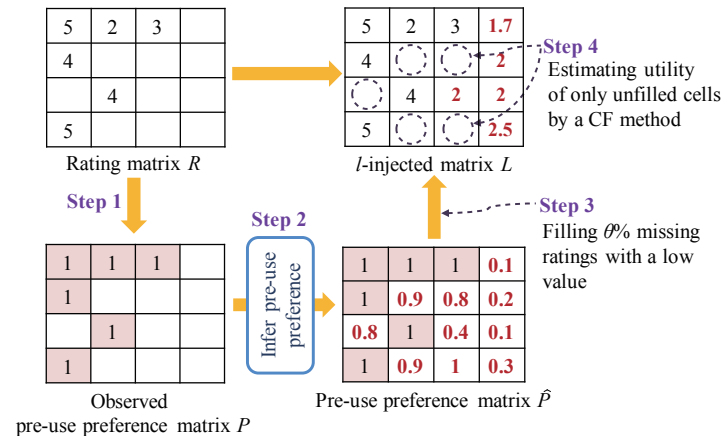 5 2 3
4
4
5
Rating matrix R
5 2 3 1.7
4 2
4 2 2
5 2.5
l-injected matrix L
Step 4
Estimating utility
of only unfilled cells
by a CF method
Step 1
Step 2
Infer pre-use
preference
Step 3
Filling θ% missing
ratings with a low
value
1 1 1
1
1
1
Observed
pre-use preference matrix P
1 1 1 0.1
1 0.9 0.8 0.2
0.8 1 0.4 0.1
1 0.9 1 0.3
Pre-use preference matrix P̂